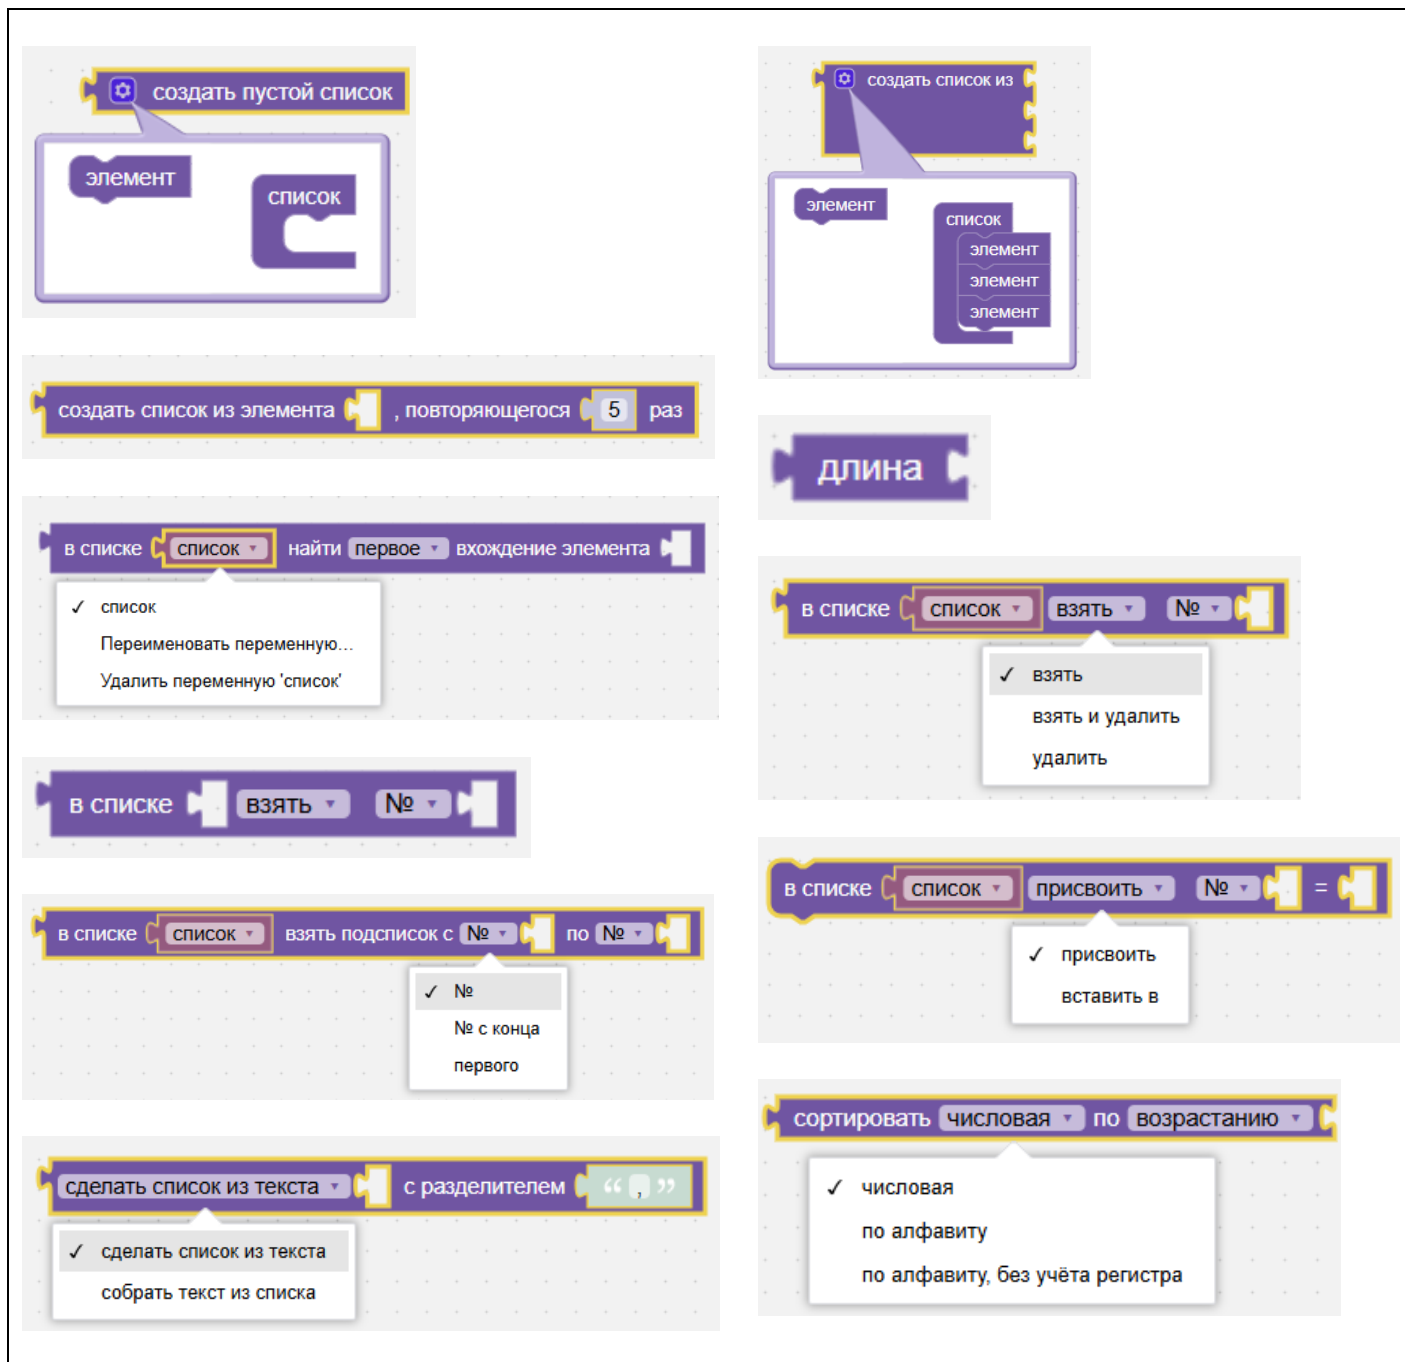 создать пустой список
элемент
список
создать список из элемента , повторяющегося 5 раз
в списке список найти первое вхождение элемента
✓ список
Переименовать переменную...
Удалить переменную 'список'
в списке взять №
в списке список взять подсписок с № по №
✓ №
№ с конца
первого
сделать список из текста с разделителем “ , ”
✓ сделать список из текста
собрать текст из списка
создать список из
элемент
список
элемент
элемент
элемент
длина
в списке список взять №
✓ взять
взять и удалить
удалить
в списке список присвоить № =
✓ присвоить
вставить в
сортировать числовая по возрастанию
✓ числовая
по алфавиту
по алфавиту, без учёта регистра